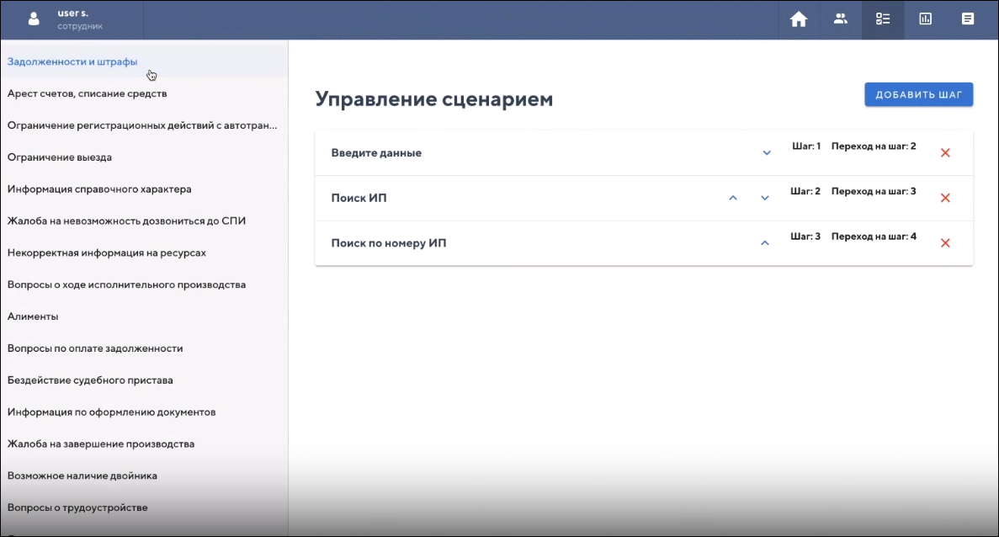 user s.
сотрудник
Задолженности и штрафы
Арест счетов, списание средств
Ограничение регистрационных действий с автотран...
Ограничение выезда
Информация справочного характера
Жалоба на невозможность дозвониться до СПИ
Некорректная информация на ресурсах
Вопросы о ходе исполнительного производства
Алименты
Вопросы по оплате задолженности
Бездействие судебного пристава
Информация по оформлению документов
Жалоба на завершение производства
Возможное наличие двойника
Вопросы о трудоустройстве
Управление сценарием
ДОБАВИТЬ ШАГ
Введите данные Шаг: 1 Переход на шаг: 2
Поиск ИП Шаг: 2 Переход на шаг: 3
Поиск по номеру ИП Шаг: 3 Переход на шаг: 4